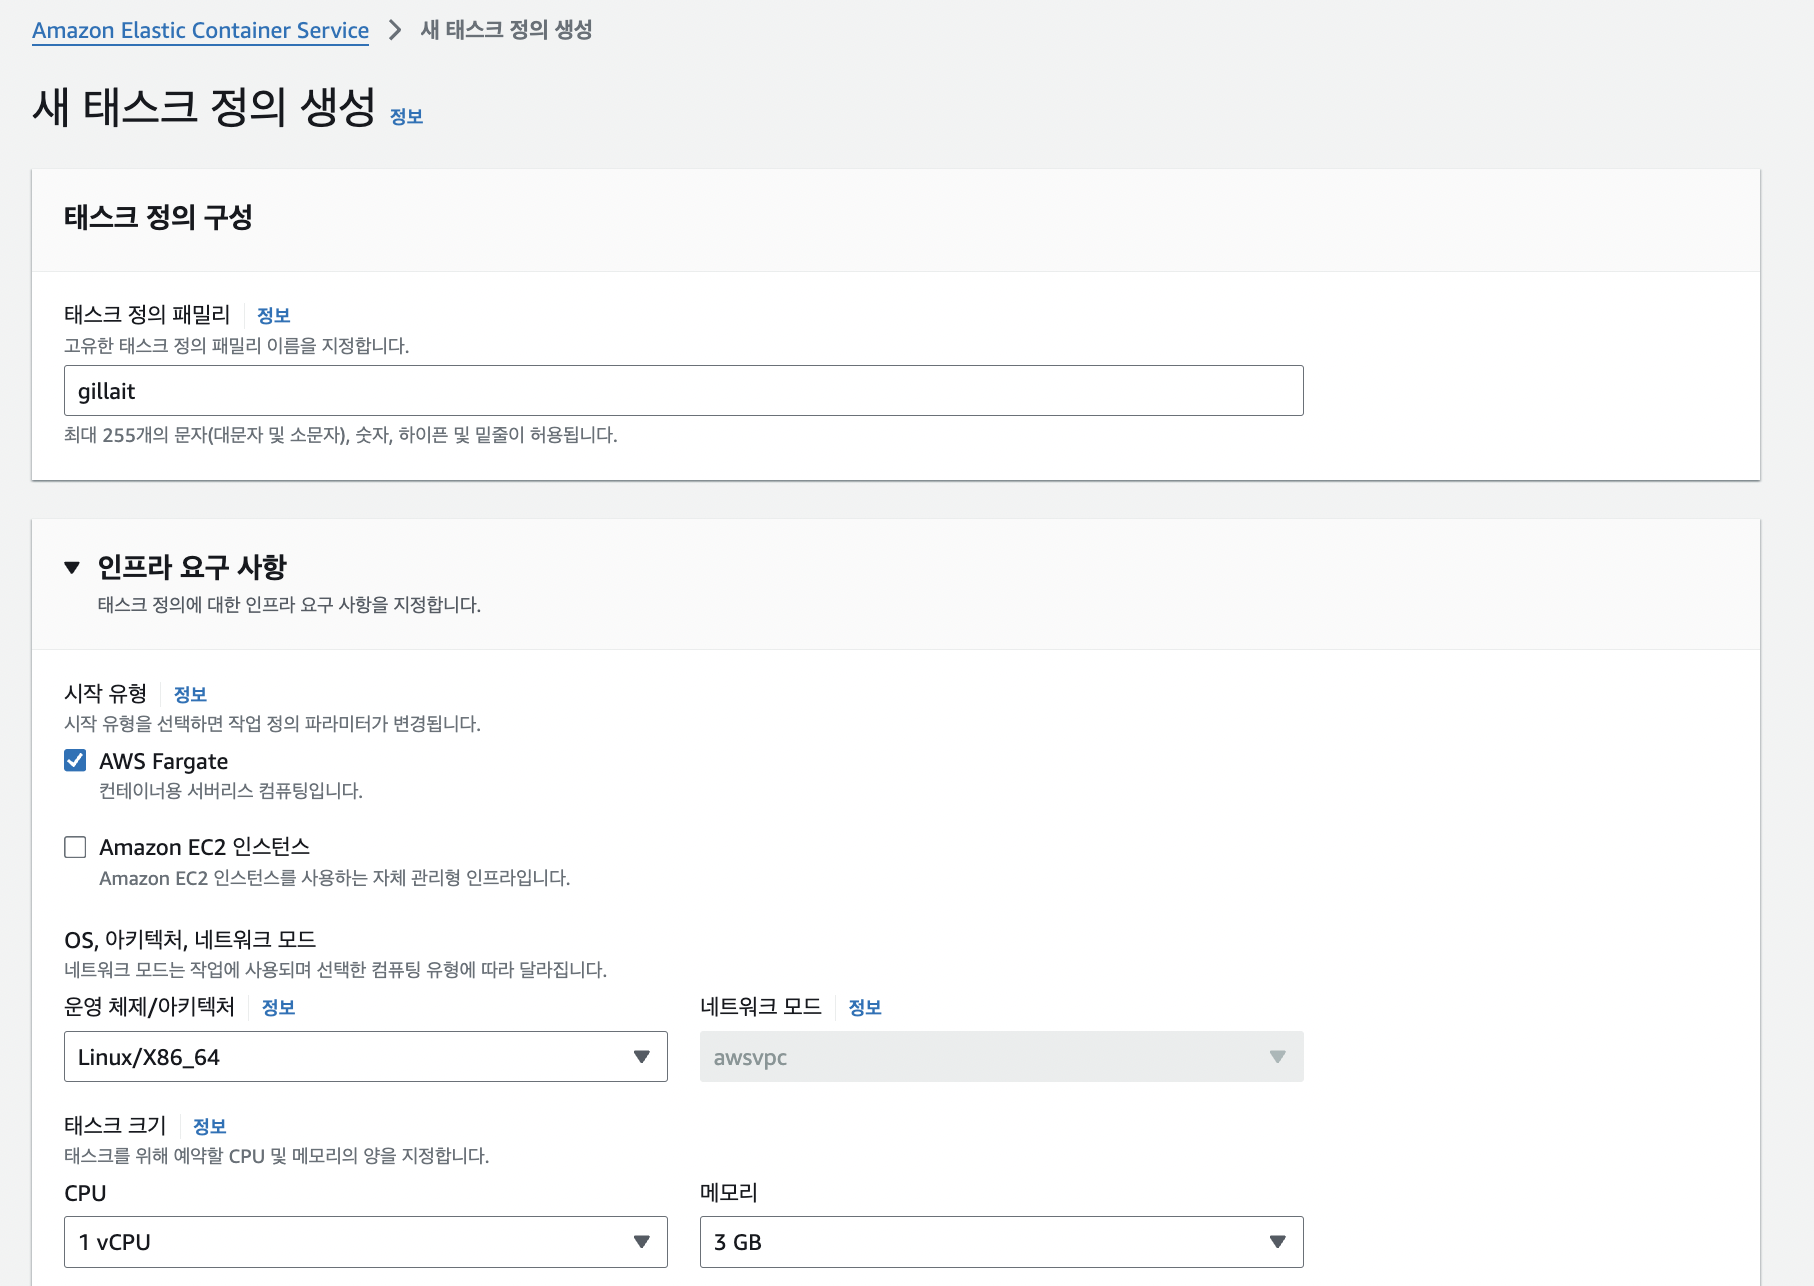 Amazon Elastic Container Service > 새 태스크 정의 생성
새 태스크 정의 생성 정보
태스크 정의 구성
태스크 정의 패밀리 정보
고유한 태스크 정의 패밀리 이름을 지정합니다.
gillait
최대 255개의 문자(대문자 및 소문자), 숫자, 하이픈 및 밑줄이 허용됩니다.
인프라 요구 사항
태스크 정의에 대한 인프라 요구 사항을 지정합니다.
시작 유형 정보
시작 유형을 선택하면 작업 정의 파라미터가 변경됩니다.
AWS Fargate
컨테이너용 서버리스 컴퓨팅입니다.
Amazon EC2 인스턴스
Amazon EC2 인스턴스를 사용하는 자체 관리형 인프라입니다.
OS, 아키텍처, 네트워크 모드
네트워크 모드는 작업에 사용되며 선택한 컴퓨팅 유형에 따라 달라집니다.
운영 체제/아키텍처 정보
네트워크 모드 정보
Linux/X86_64
awsvpc
태스크 크기 정보
태스크를 위해 예약할 CPU 및 메모리의 양을 지정합니다.
CPU
메모리
1 vCPU
3 GB